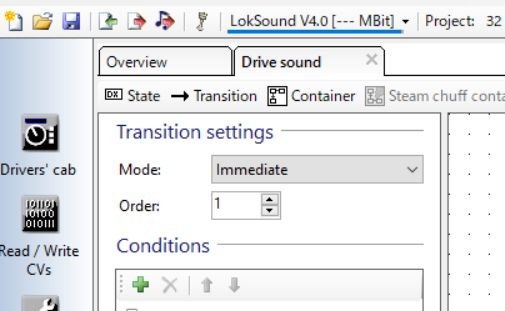 LokSound V4.0 [--- MBit] Project: 32
Overview Drive sound
DX State Transition Container Steam chuff conta
Transition settings
Drivers' cab Mode: Immediate
Order: 1
Read / Write
CVs
Conditions